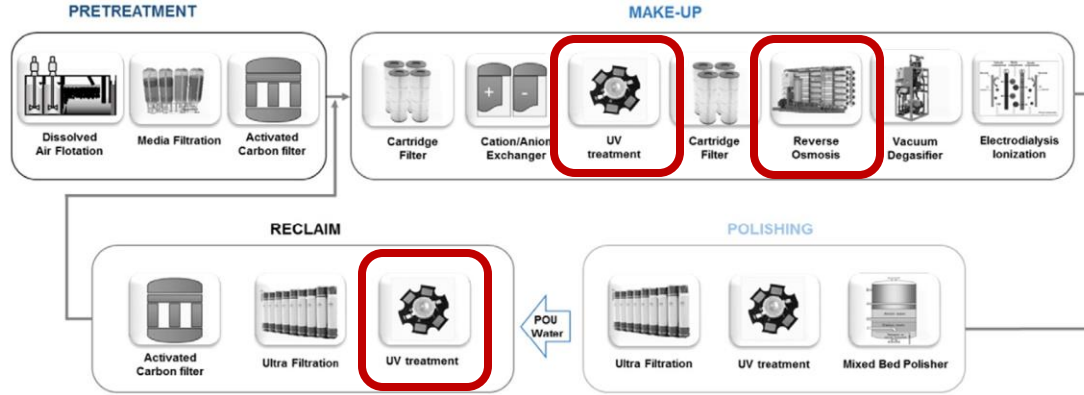 PRETREATMENT
MAKE-UP
Dissolved
Air Flotation
Media Filtration
Activated
Carbon filter
Cartridge
Filter
+ -
Cation/Anion
Exchanger
UV
treatment
Cartridge
Filter
Reverse
Osmosis
Vacuum
Degasifier
Electrodialysis
Ionization
RECLAIM
POLISHING
Activated
Carbon filter
Ultra Filtration
UV treatment
POU
Water
Ultra Filtration
UV treatment
Mixed Bed Polisher